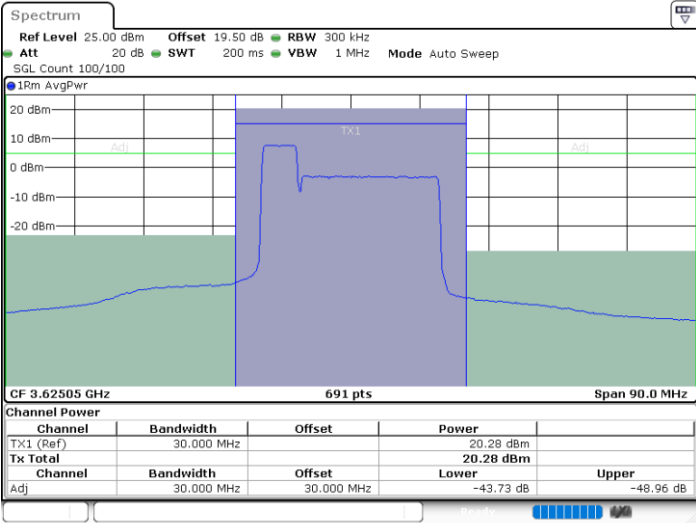 Spectrum
Ref Level 25.00 dBm Offset 19.50 dB RBW 300 kHz
Att 20 dB SWT 200 ms VBW 1 MHz Mode Auto Sweep
SGL Count 100/100
1Rm AvgPwr
20 dBm
TX1
10 dBm
Adj Adj
0 dBm
-10 dBm
-20 dBm
CF 3.62505 GHz 691 pts Span 90.0 MHz
Channel Power
Channel Bandwidth Offset Power
TX1 (Ref) 30.000 MHz 20.28 dBm
Tx Total 20.28 dBm
Channel Bandwidth Offset Lower Upper
Adj 30.000 MHz 30.000 MHz -43.73 dB -48.96 dB
Ready